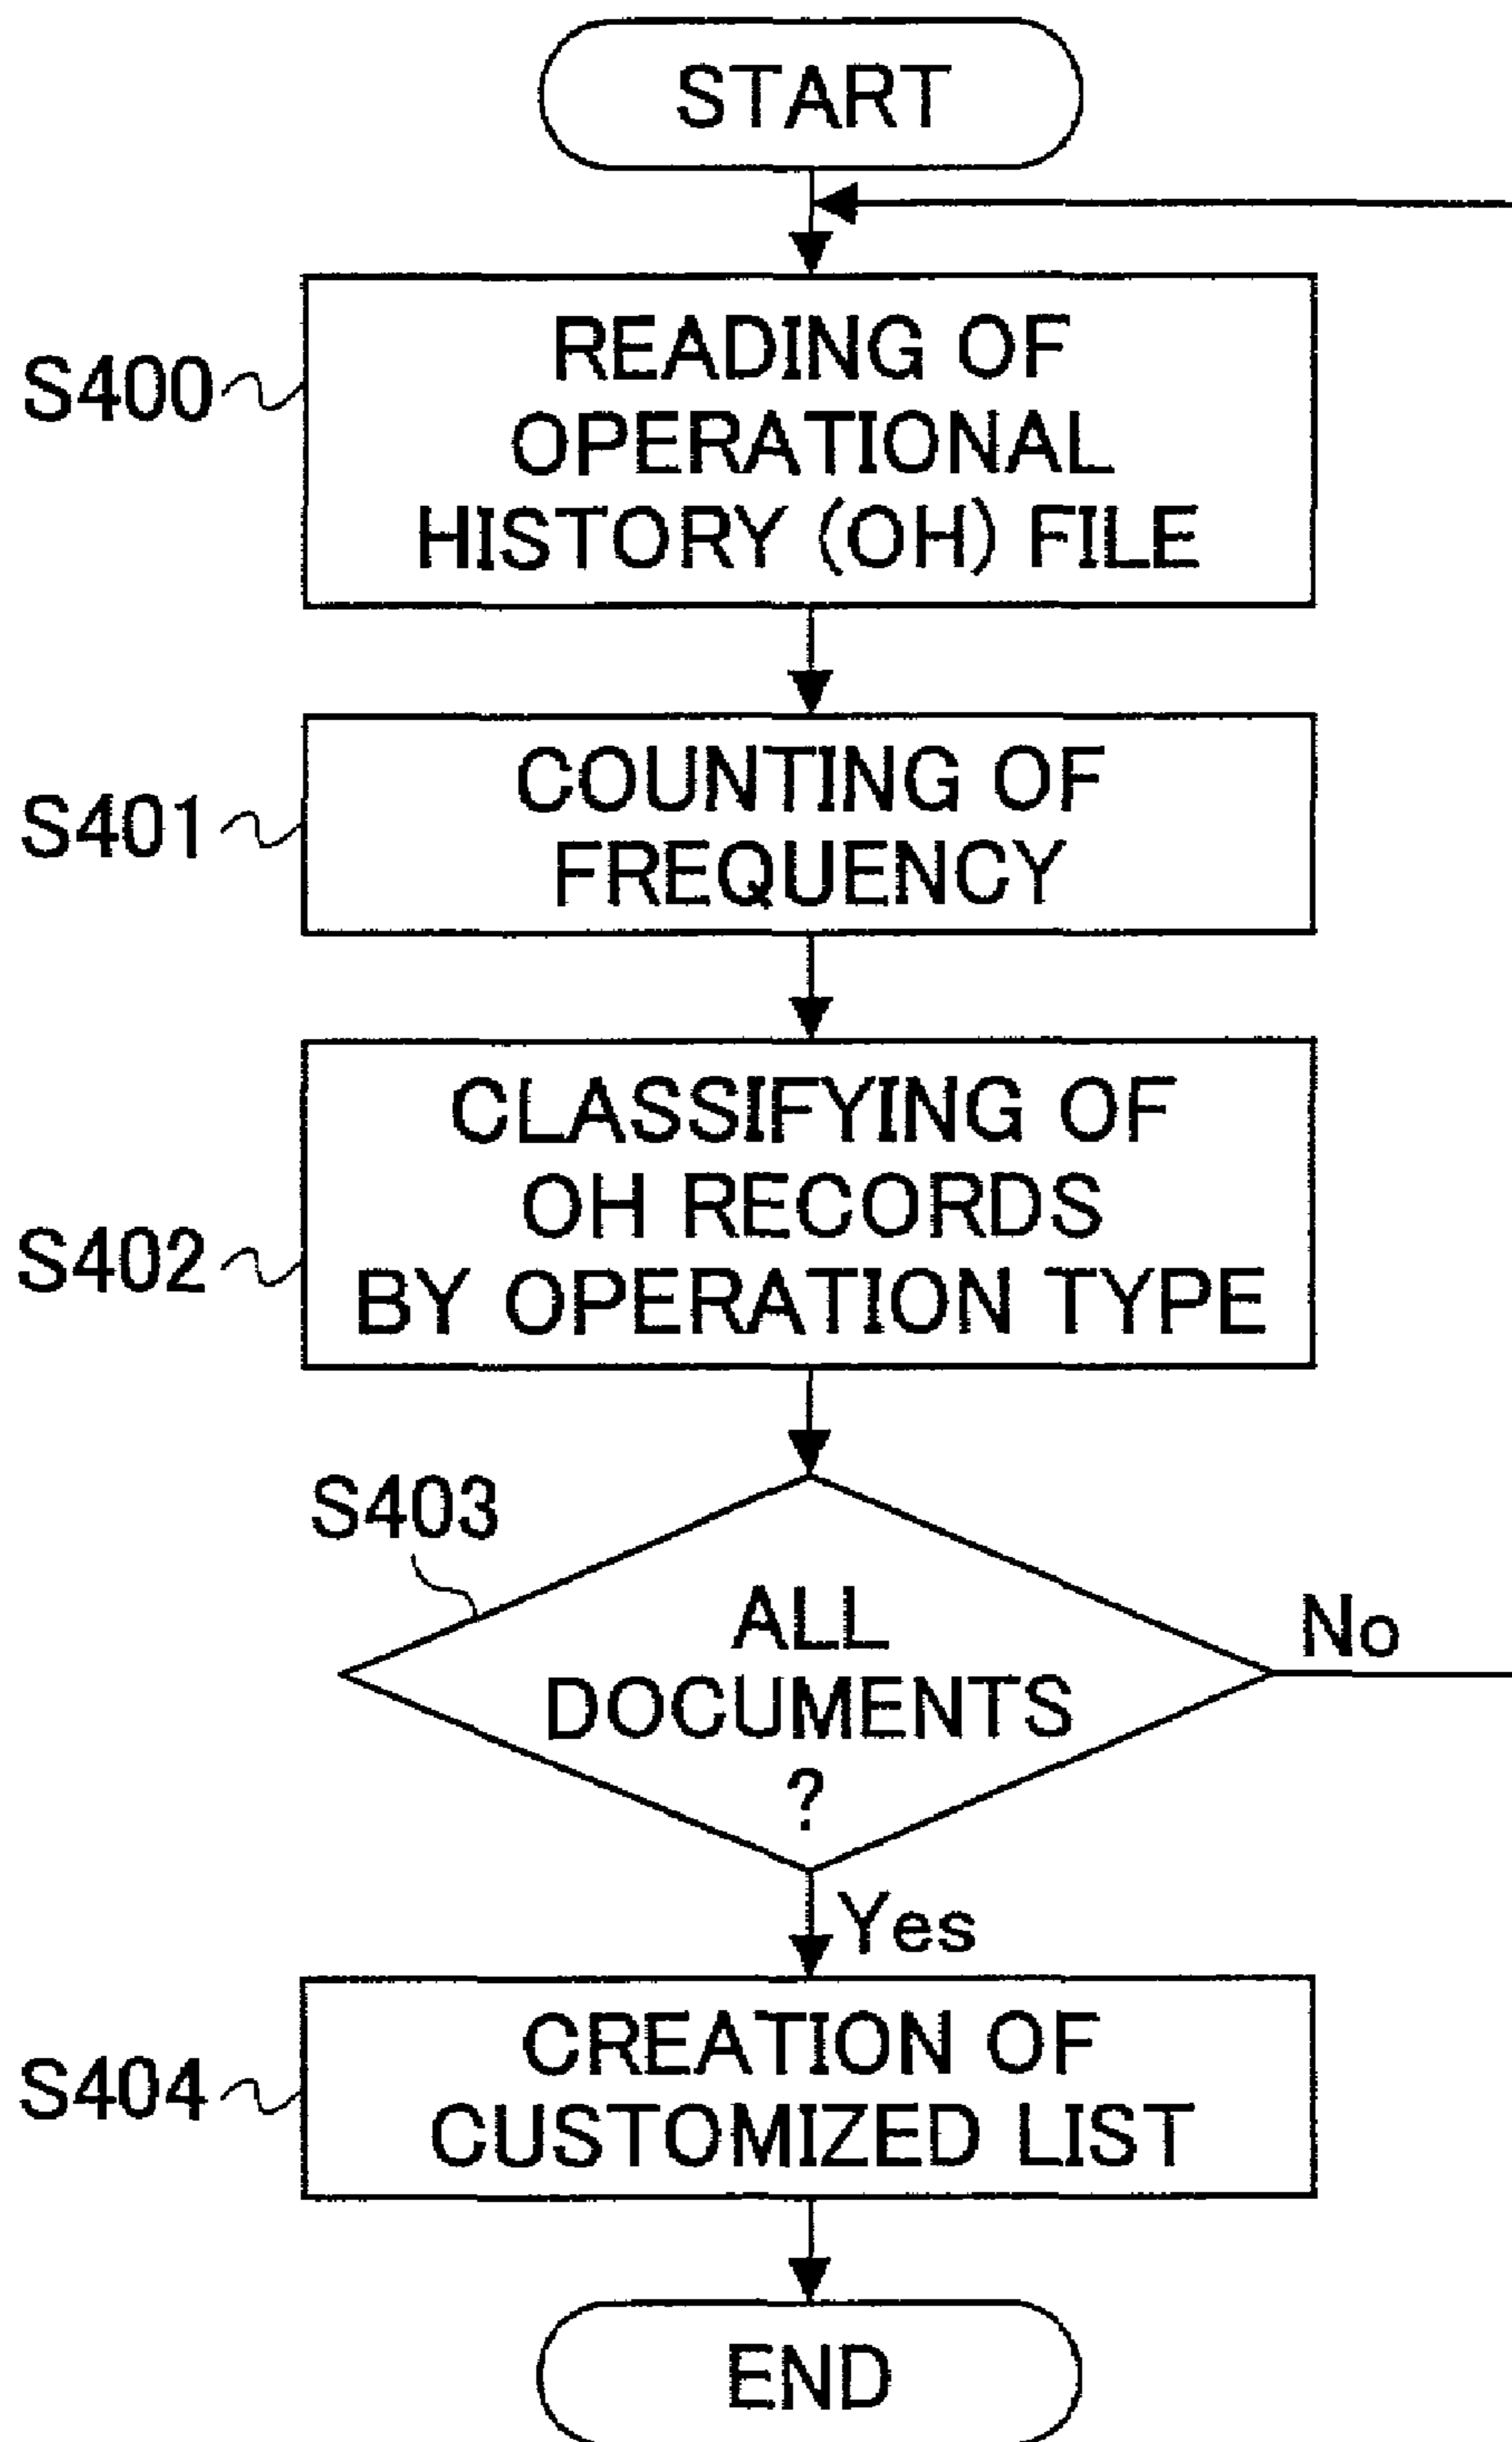 START
S400
READING OF
OPERATIONAL
HISTORY (OH) FILE
S401
COUNTING OF
FREQUENCY
S402
CLASSIFYING OF
OH RECORDS
BY OPERATION TYPE
S403
ALL
DOCUMENTS
?
No
Yes
S404
CREATION OF
CUSTOMIZED LIST
END